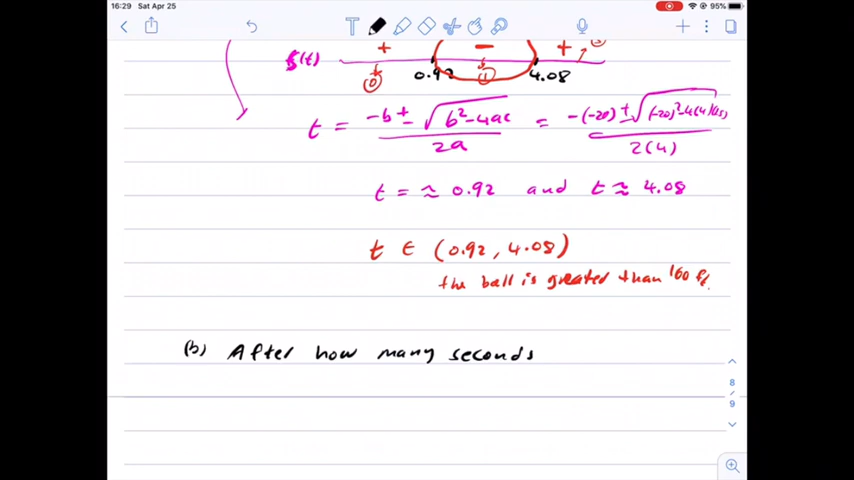 16:29 Sat Apr 25
95%
T
+ − +
(t)
0.92 4.08
0 1
t = -b ± √b²-4ac / 2a = -(-20) ± √(-20)²-4(4)(15) / 2(4)
t = ≈ 0.92 and t ≈ 4.08
t ∈ (0.92, 4.08)
the ball is greater than 160 ft.
(b) After how many seconds
8
9